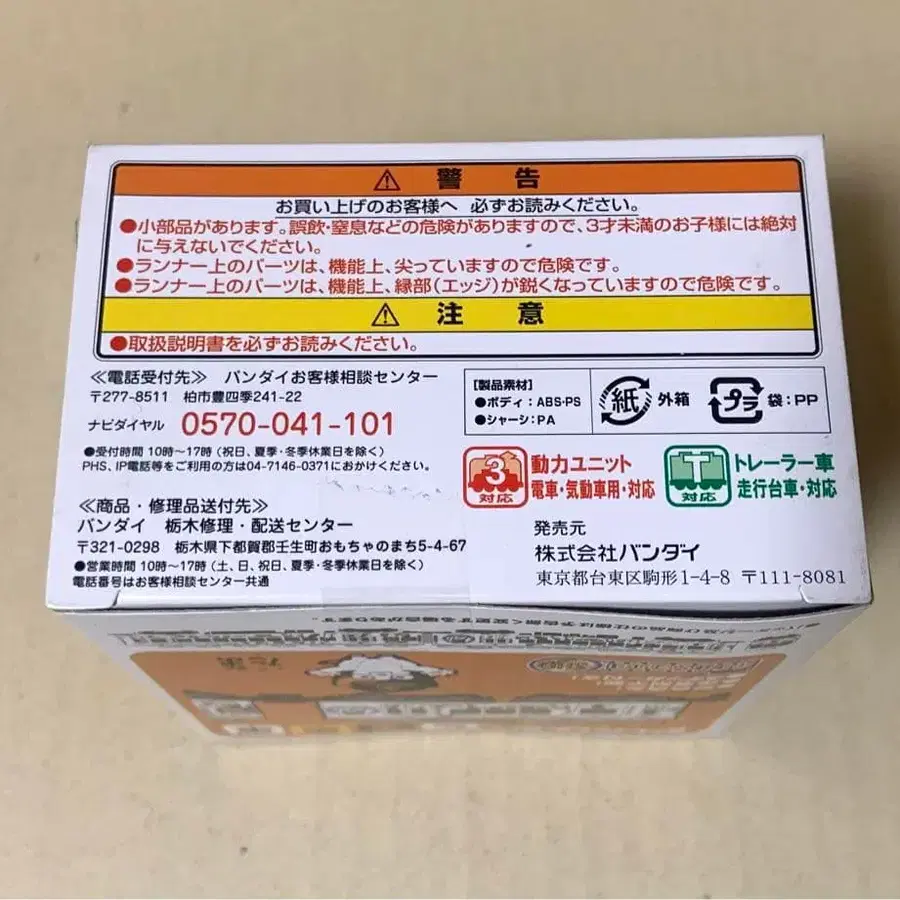 ⚠ 警告
お買い上げのお客様へ 必ずお読みください。
●小部品があります。誤飲・窒息などの危険がありますので、3才未満のお子様には絶対
に与えないでください。
●ランナー上のパーツは、機能上、尖っていますので危険です。
●ランナー上のパーツは、機能上、縁部(エッジ)が鋭くなっていますので危険です。
⚠ 注意
●取扱説明書を必ずお読みください。
≪電話受付先≫ バンダイお客様相談センター
〒277-8511 柏市豊四季241-22
ナビダイヤル 0570-041-101
●受付時間 10時～17時(祝日、夏季・冬季休業日を除く)
PHS、IP電話等をご利用の方は04-7146-0371におかけください。
≪商品・修理品送付先≫
バンダイ 栃木修理・配送センター
〒321-0298 栃木県下都賀郡壬生町おもちゃのまち5-4-67
●営業時間 10時～17時(土、日、祝日、夏季・冬季休業日を除く)
電話番号はお客様相談センター共通
[製品素材]
●ボディ:ABS・PS
●シャーシ:PA
紙 外箱
プラ 袋:PP
3 対応
動力ユニット
電車・気動車用・対応
T 対応
トレーラー車
走行台車・対応
発売元
株式会社バンダイ
東京都台東区駒形1-4-8 〒111-8081